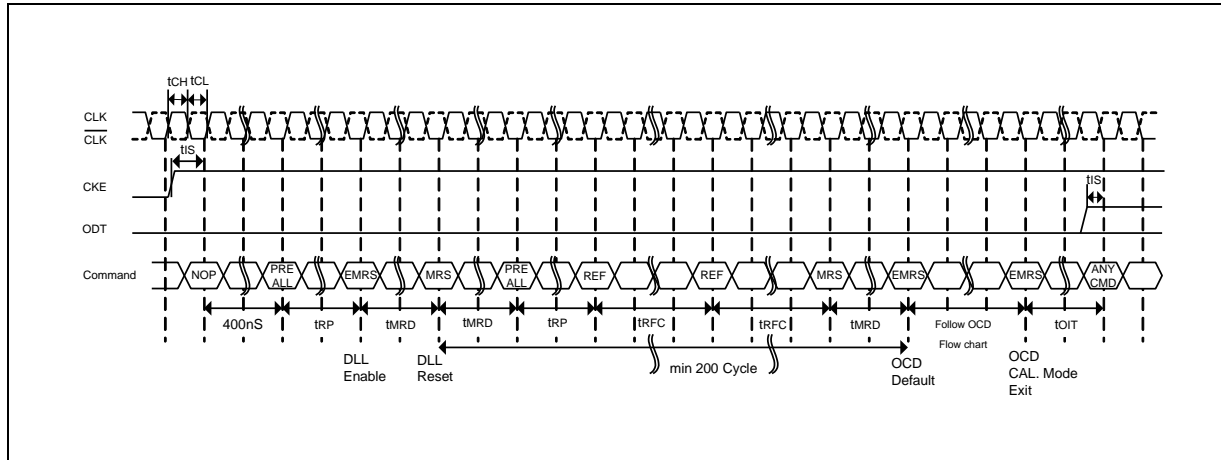 tCH tCL
CLK
CLK
tIS
CKE
tIS
ODT
Command NOP PRE ALL EMRS MRS PRE ALL REF REF MRS EMRS EMRS ANY CMD
400nS tRP tMRD tMRD tRP tRFC tRFC tMRD Follow OCD Flow chart tOIT
DLL Enable
DLL Reset
min 200 Cycle
OCD Default
OCD CAL. Mode Exit